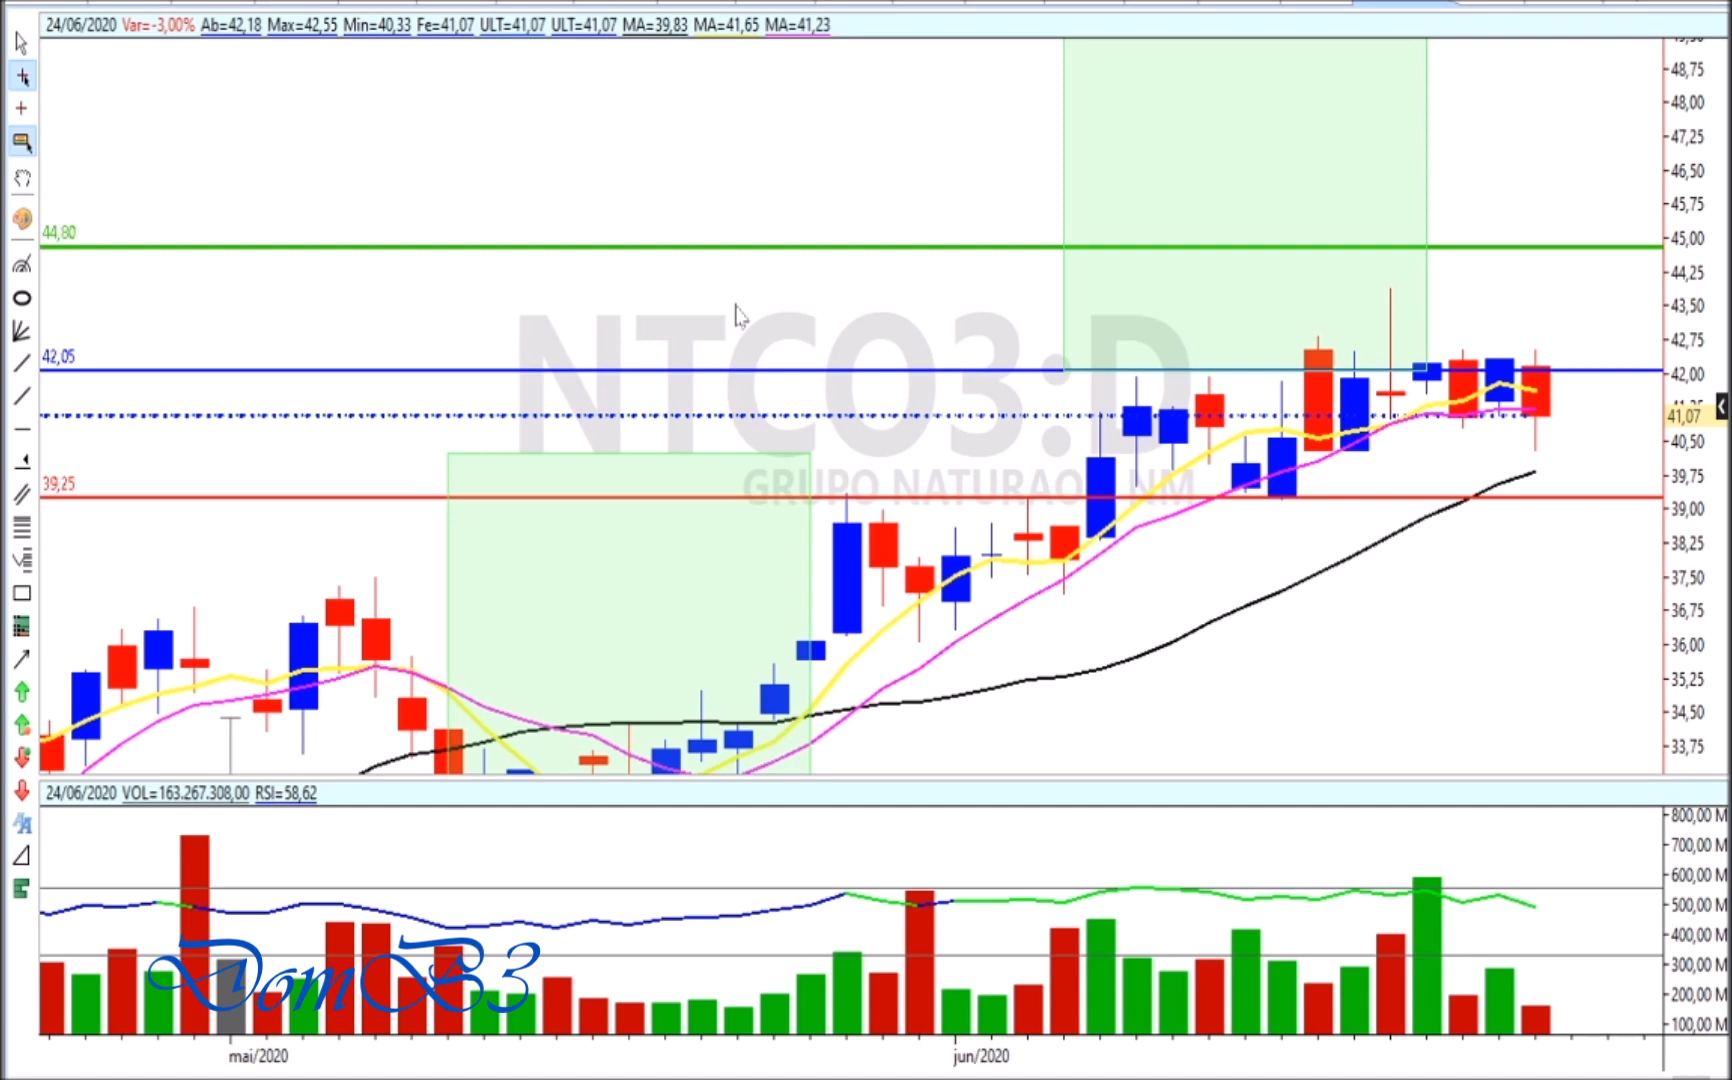 24/06/2020 Var=-3,00% Ab=42,18 Max=42,55 Min=40,33 Fe=41,07 ULT=41,07 ULT=41,07 MA=39,83 MA=41,65 MA=41,23
48,75
48,00
47,25
46,50
45,75
44,80
45,00
44,25
43,50
NTCO3:D
42,75
42,05
42,00
41,07
40,50
39,75
GRUPO NATURAO NM
39,25
39,00
38,25
37,50
36,75
36,00
35,25
34,50
33,75
24/06/2020 VOL=163.267.308,00 RSI=58,62
800,00 M
700,00 M
600,00 M
500,00 M
400,00 M
DomB3
300,00 M
200,00 M
100,00 M
mai/2020 jun/2020